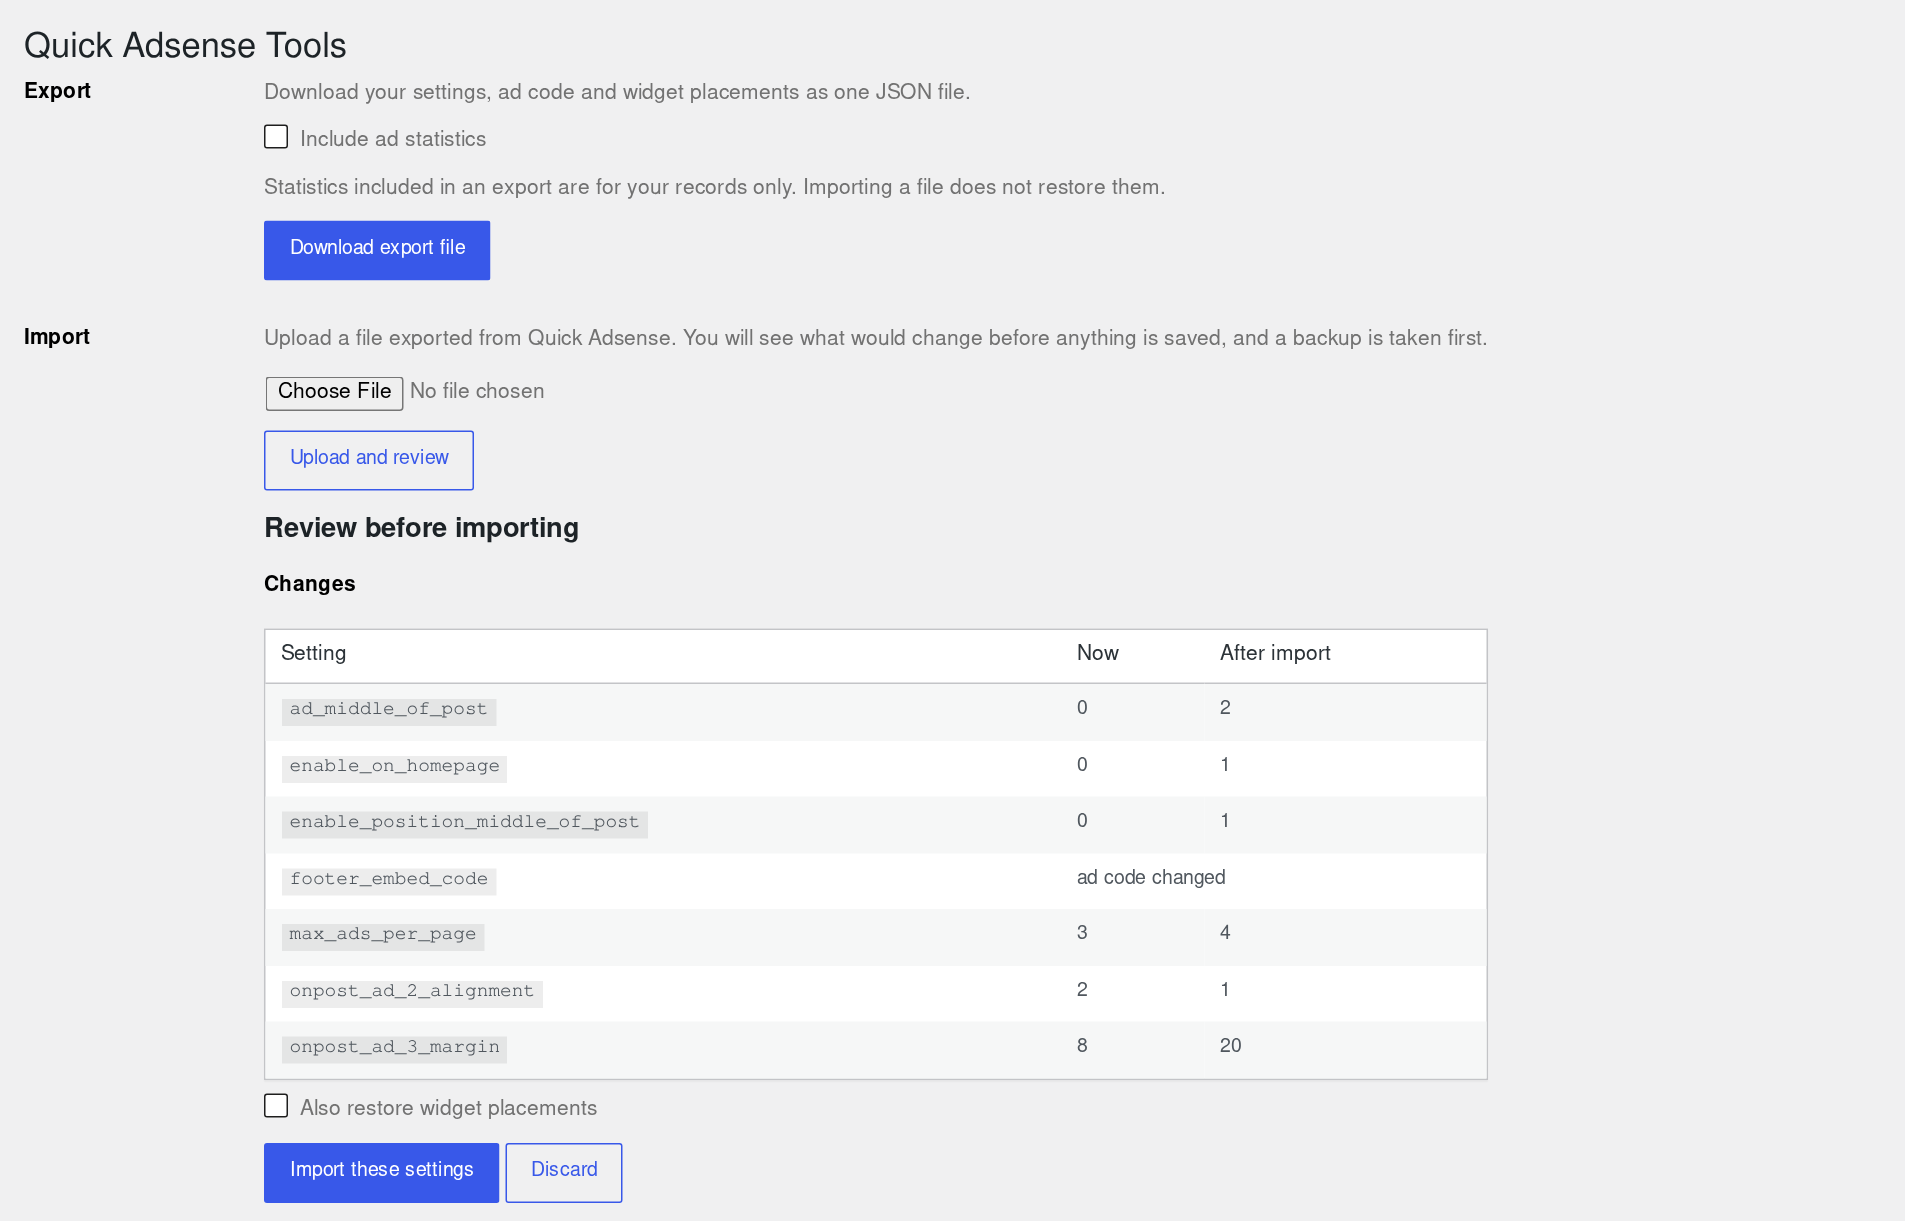 Quick Adsense Tools
Export
Download your settings, ad code and widget placements as one JSON file.
Include ad statistics
Statistics included in an export are for your records only. Importing a file does not restore them.
Download export file
Import
Upload a file exported from Quick Adsense. You will see what would change before anything is saved, and a backup is taken first.
Choose File No file chosen
Upload and review
Review before importing
Changes
Setting Now After import
ad_middle_of_post 0 2
enable_on_homepage 0 1
enable_position_middle_of_post 0 1
footer_embed_code ad code changed
max_ads_per_page 3 4
onpost_ad_2_alignment 2 1
onpost_ad_3_margin 8 20
Also restore widget placements
Import these settings Discard